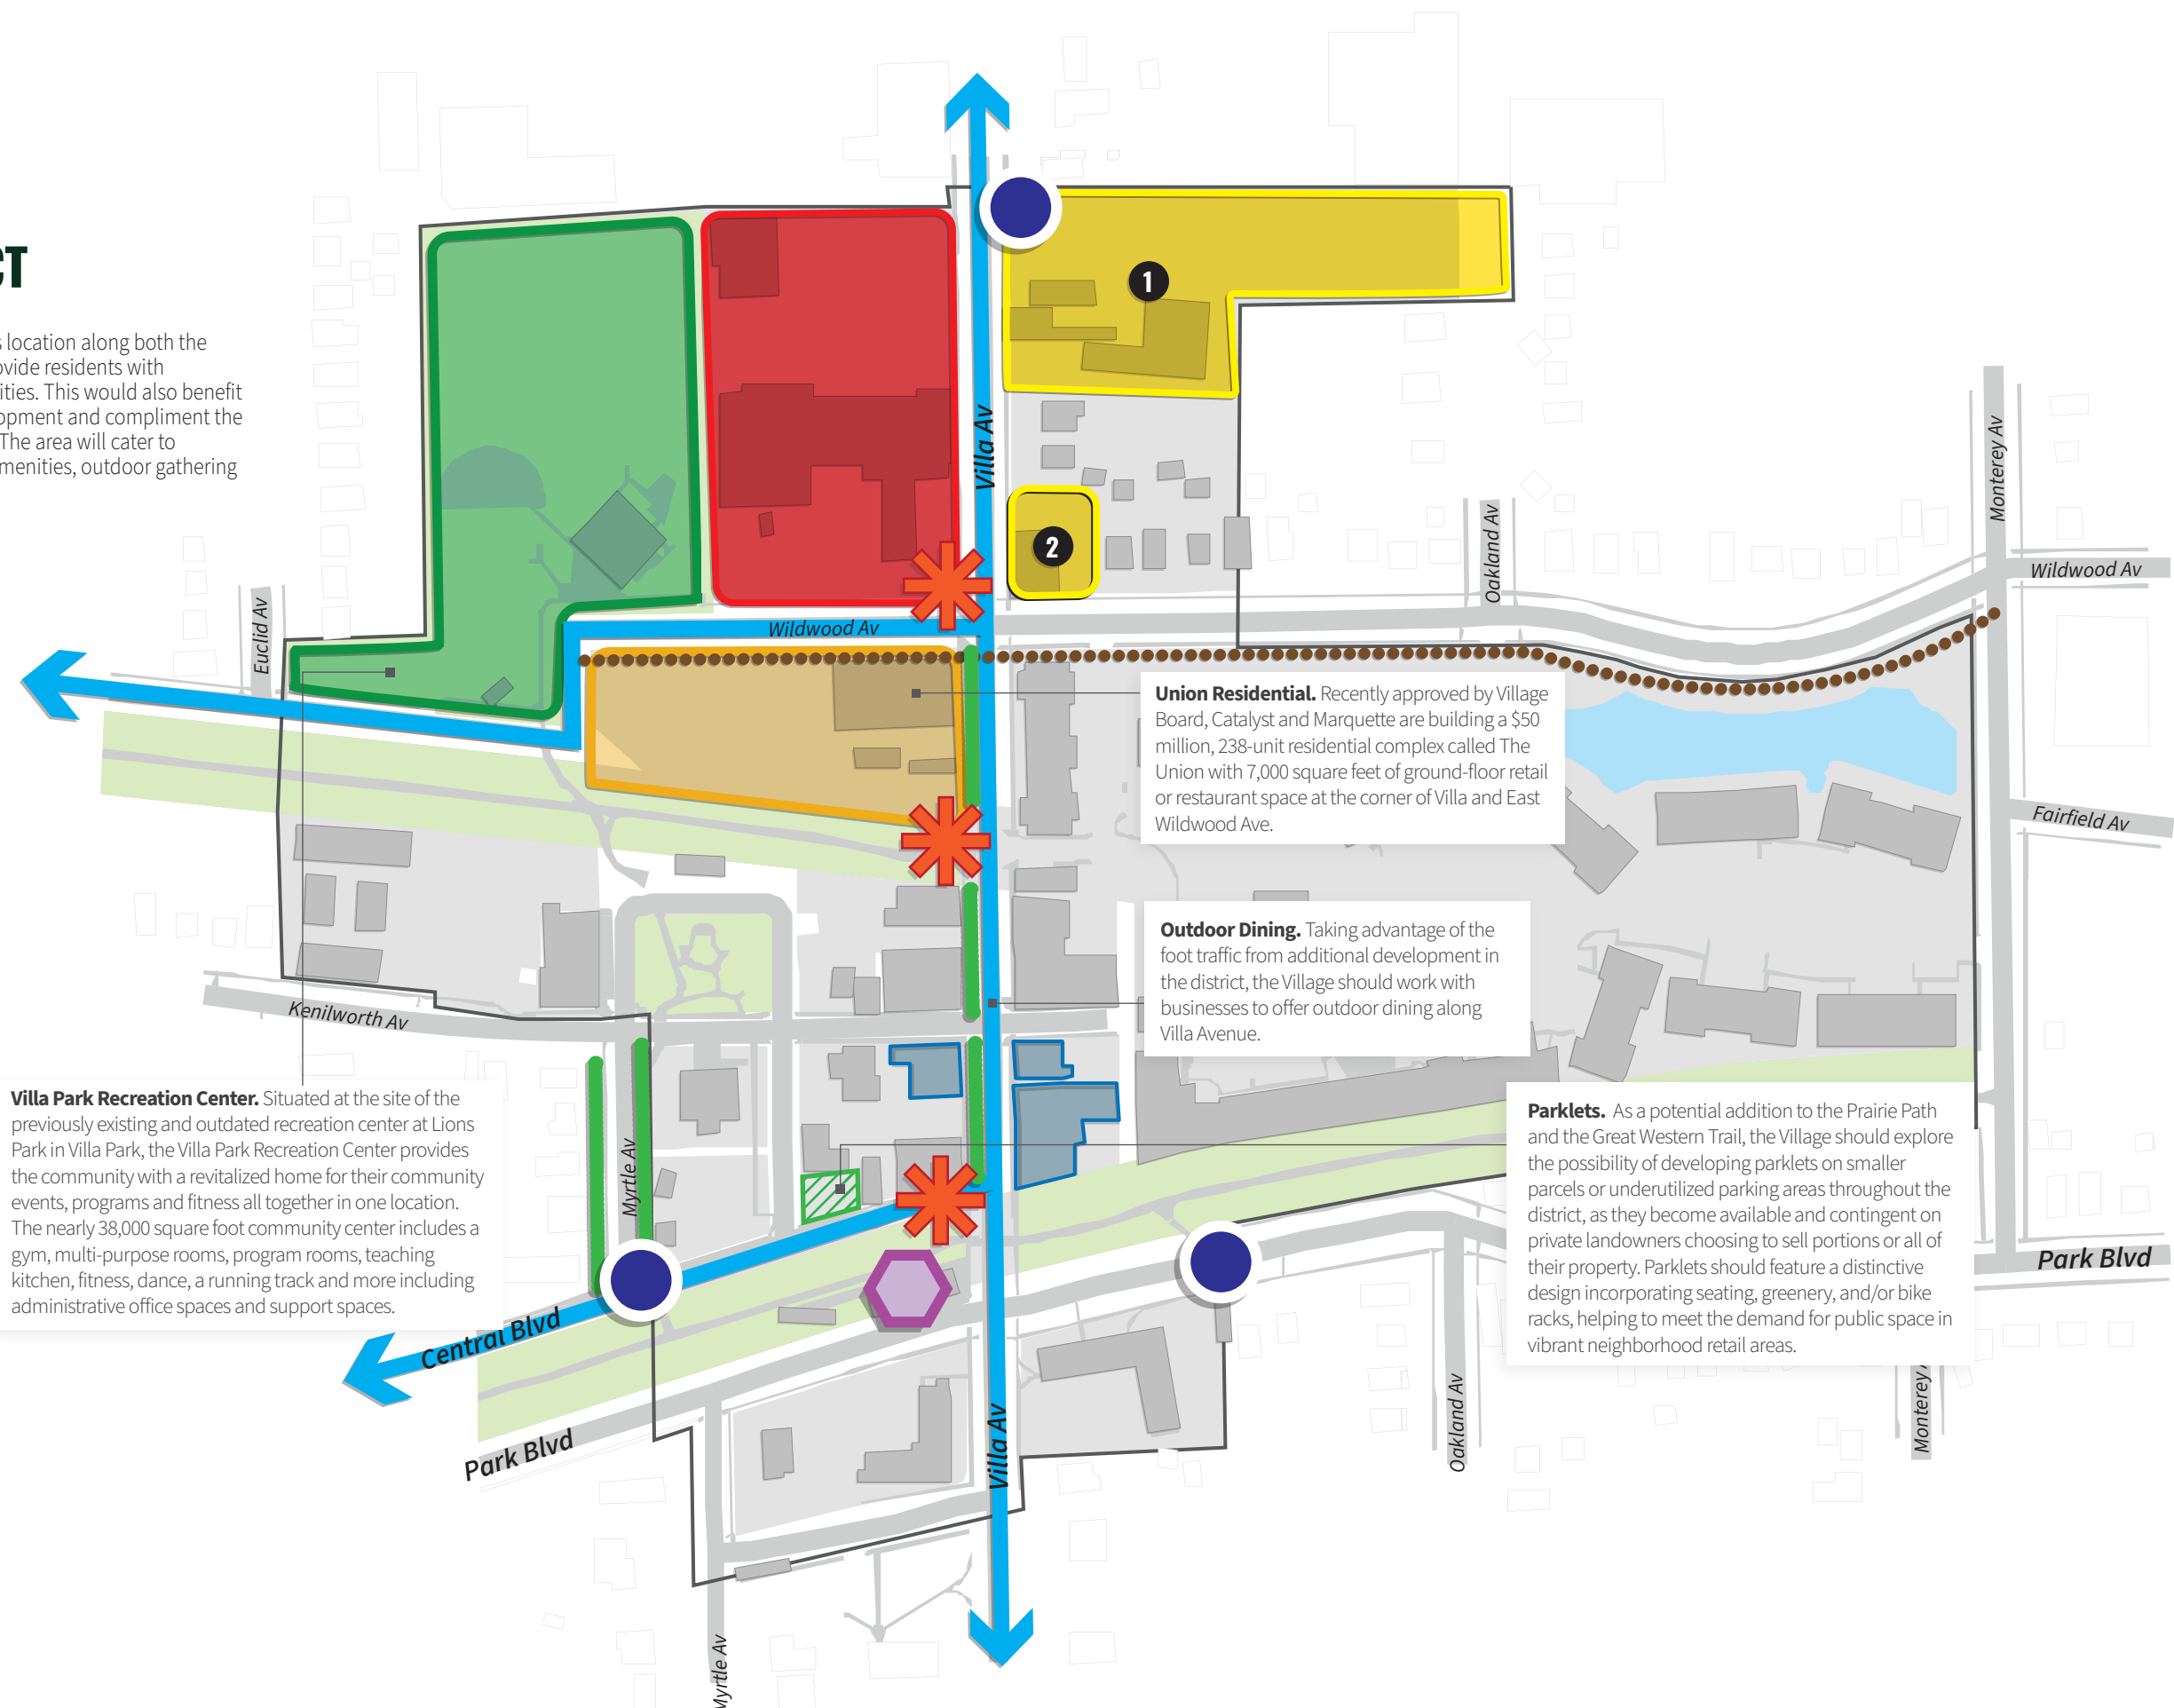 CT
s location along both the
ovide residents with
ities. This would also benefit
opment and compliment the
The area will cater to
menities, outdoor gathering
1
2
Villa Av
Monterey Av
Oakland Av
Wildwood Av
Euclid Av
Wildwood Av
Union Residential. Recently approved by Village
Board, Catalyst and Marquette are building a $50
million, 238-unit residential complex called The
Union with 7,000 square feet of ground-floor retail
or restaurant space at the corner of Villa and East
Wildwood Ave.
Fairfield Av
Outdoor Dining. Taking advantage of the
foot traffic from additional development in
the district, the Village should work with
businesses to offer outdoor dining along
Villa Avenue.
Kenilworth Av
Villa Park Recreation Center. Situated at the site of the
previously existing and outdated recreation center at Lions
Park in Villa Park, the Villa Park Recreation Center provides
the community with a revitalized home for their community
events, programs and fitness all together in one location.
The nearly 38,000 square foot community center includes a
gym, multi-purpose rooms, program rooms, teaching
kitchen, fitness, dance, a running track and more including
administrative office spaces and support spaces.
Myrtle Av
Parklets. As a potential addition to the Prairie Path
and the Great Western Trail, the Village should explore
the possibility of developing parklets on smaller
parcels or underutilized parking areas throughout the
district, as they become available and contingent on
private landowners choosing to sell portions or all of
their property. Parklets should feature a distinctive
design incorporating seating, greenery, and/or bike
racks, helping to meet the demand for public space in
vibrant neighborhood retail areas.
Park Blvd
Central Blvd
Park Blvd
Villa Av
Oakland Av
Monterey A
Myrtle Av